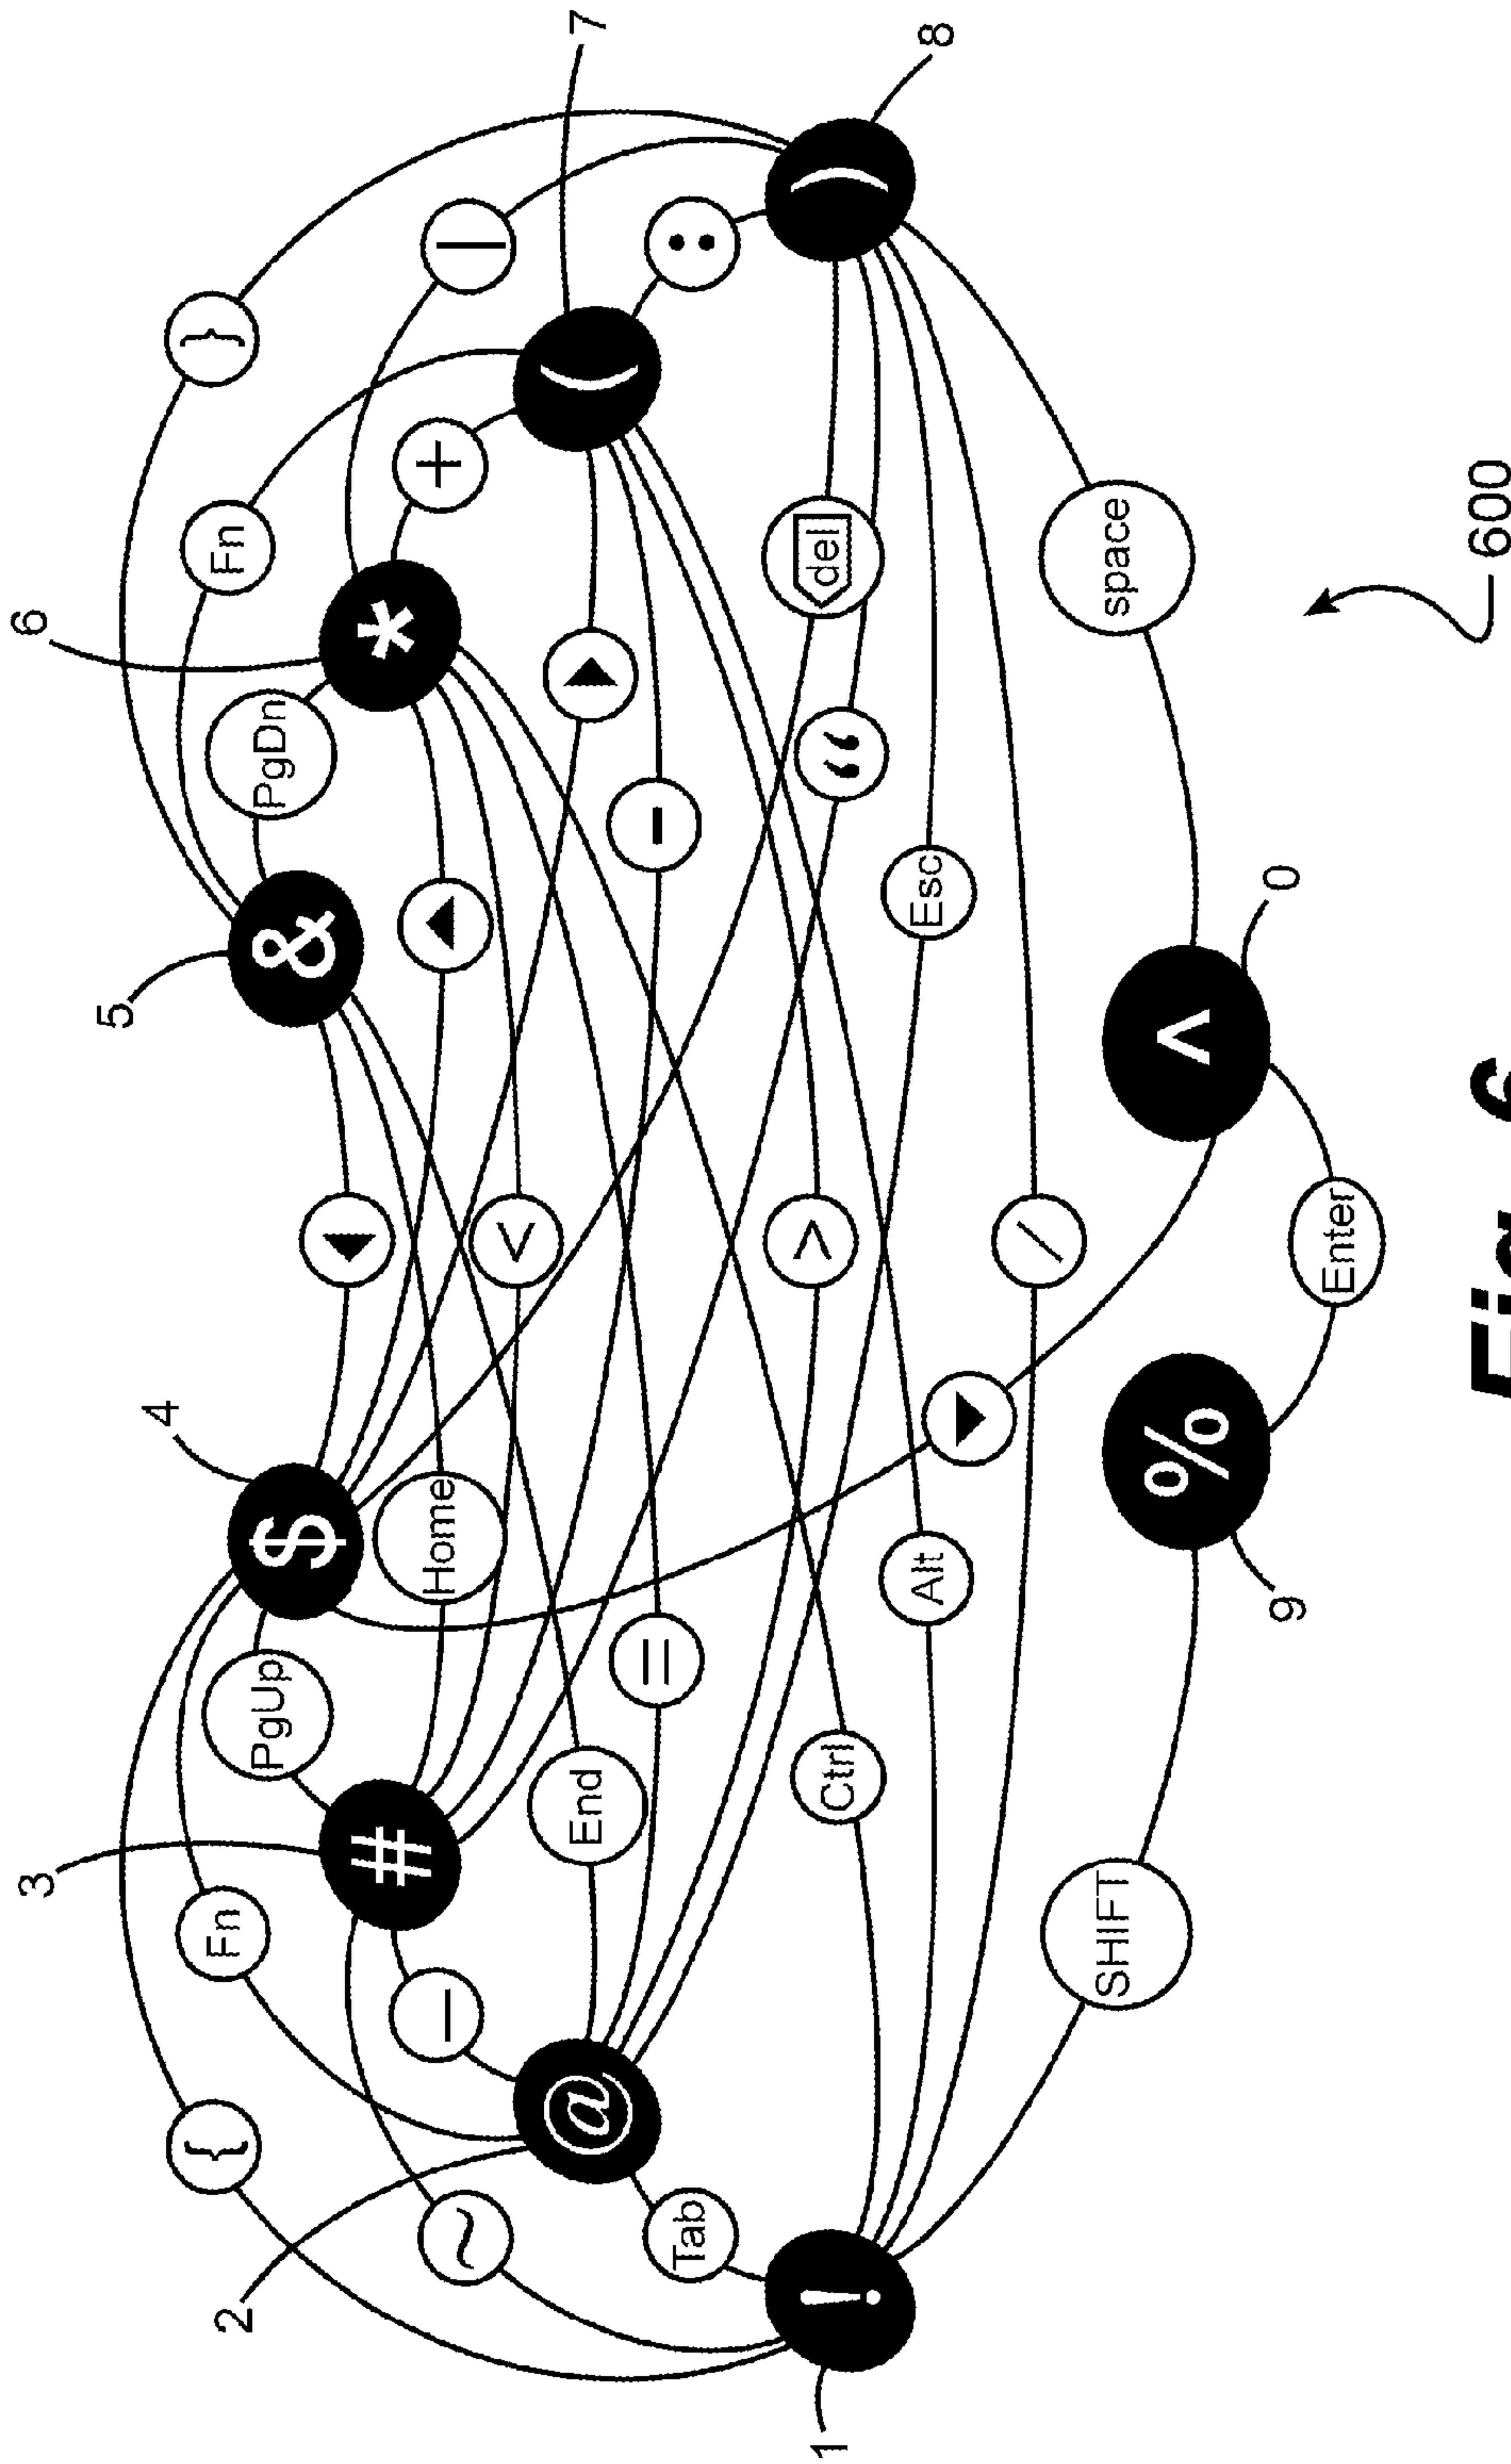 3 6
4 5
{ Fn Fn }
2
PgUp PgDn
$ &
# *
~ _ Home + |
<
@ End ( 7
= -
Tab :
1 ! Ctrl > “ del ) 8
Alt Esc
/
SHIFT space
% ^
9 0
Enter
600
Fig. 6